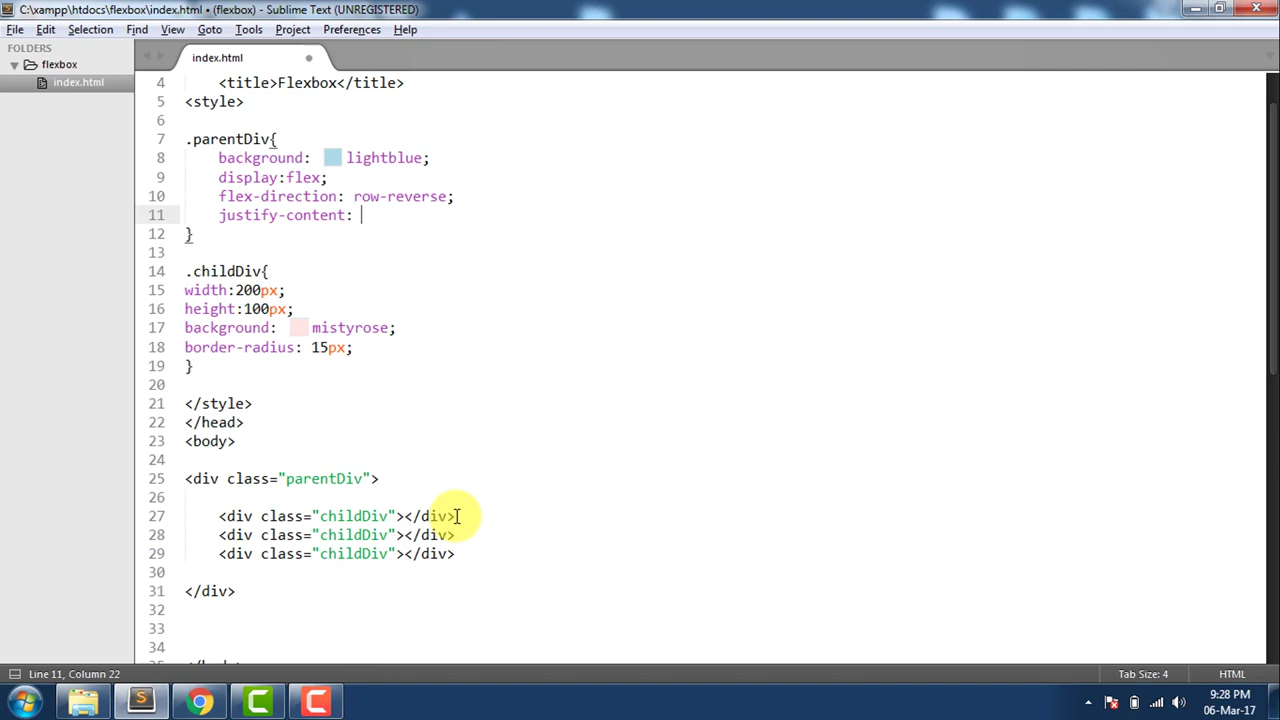 C:\xampp\htdocs\flexbox\index.html • (flexbox) - Sublime Text (UNREGISTERED)
File Edit Selection Find View Goto Tools Project Preferences Help
FOLDERS
flexbox
index.html
index.html
4 <title>Flexbox</title>
5 <style>
6
7 .parentDiv{
8 background: lightblue;
9 display:flex;
10 flex-direction: row-reverse;
11 justify-content:
12 }
13
14 .childDiv{
15 width:200px;
16 height:100px;
17 background: mistyrose;
18 border-radius: 15px;
19 }
20
21 </style>
22 </head>
23 <body>
24
25 <div class="parentDiv">
26
27 <div class="childDiv"></div>
28 <div class="childDiv"></div>
29 <div class="childDiv"></div>
30
31 </div>
32
33
34
Line 11, Column 22 Tab Size: 4 HTML
9:28 PM
06-Mar-17